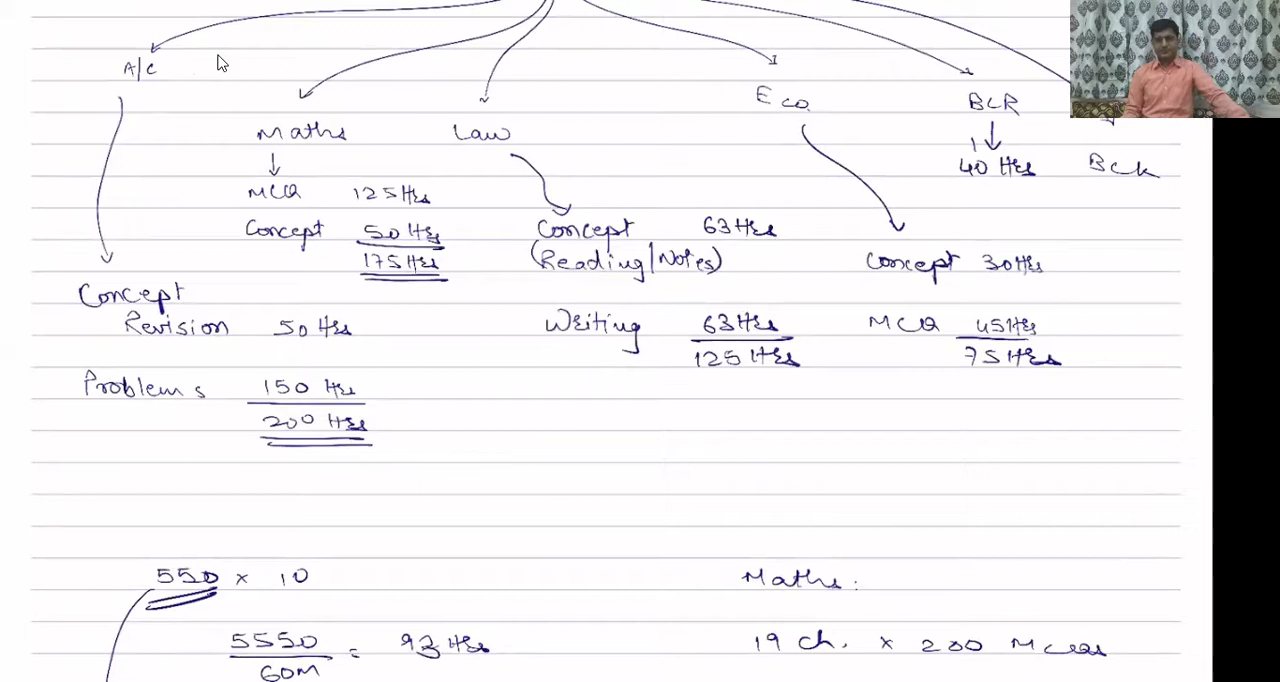 A/C
Maths
Law
Eco
BCR
BCK
MCQ 125 Hrs
Concept 50 Hrs
175 Hrs
Concept 63 Hrs
(Reading/Notes)
Writing 63 Hrs
125 Hrs
40 Hrs
Concept 30 Hrs
MCQ 45 Hrs
75 Hrs
Concept
Revision 50 Hrs
Problems 150 Hrs
200 Hrs
550 x 10
5550
60M
= 93 Hrs
Maths:
19 ch. x 200 Mcqs